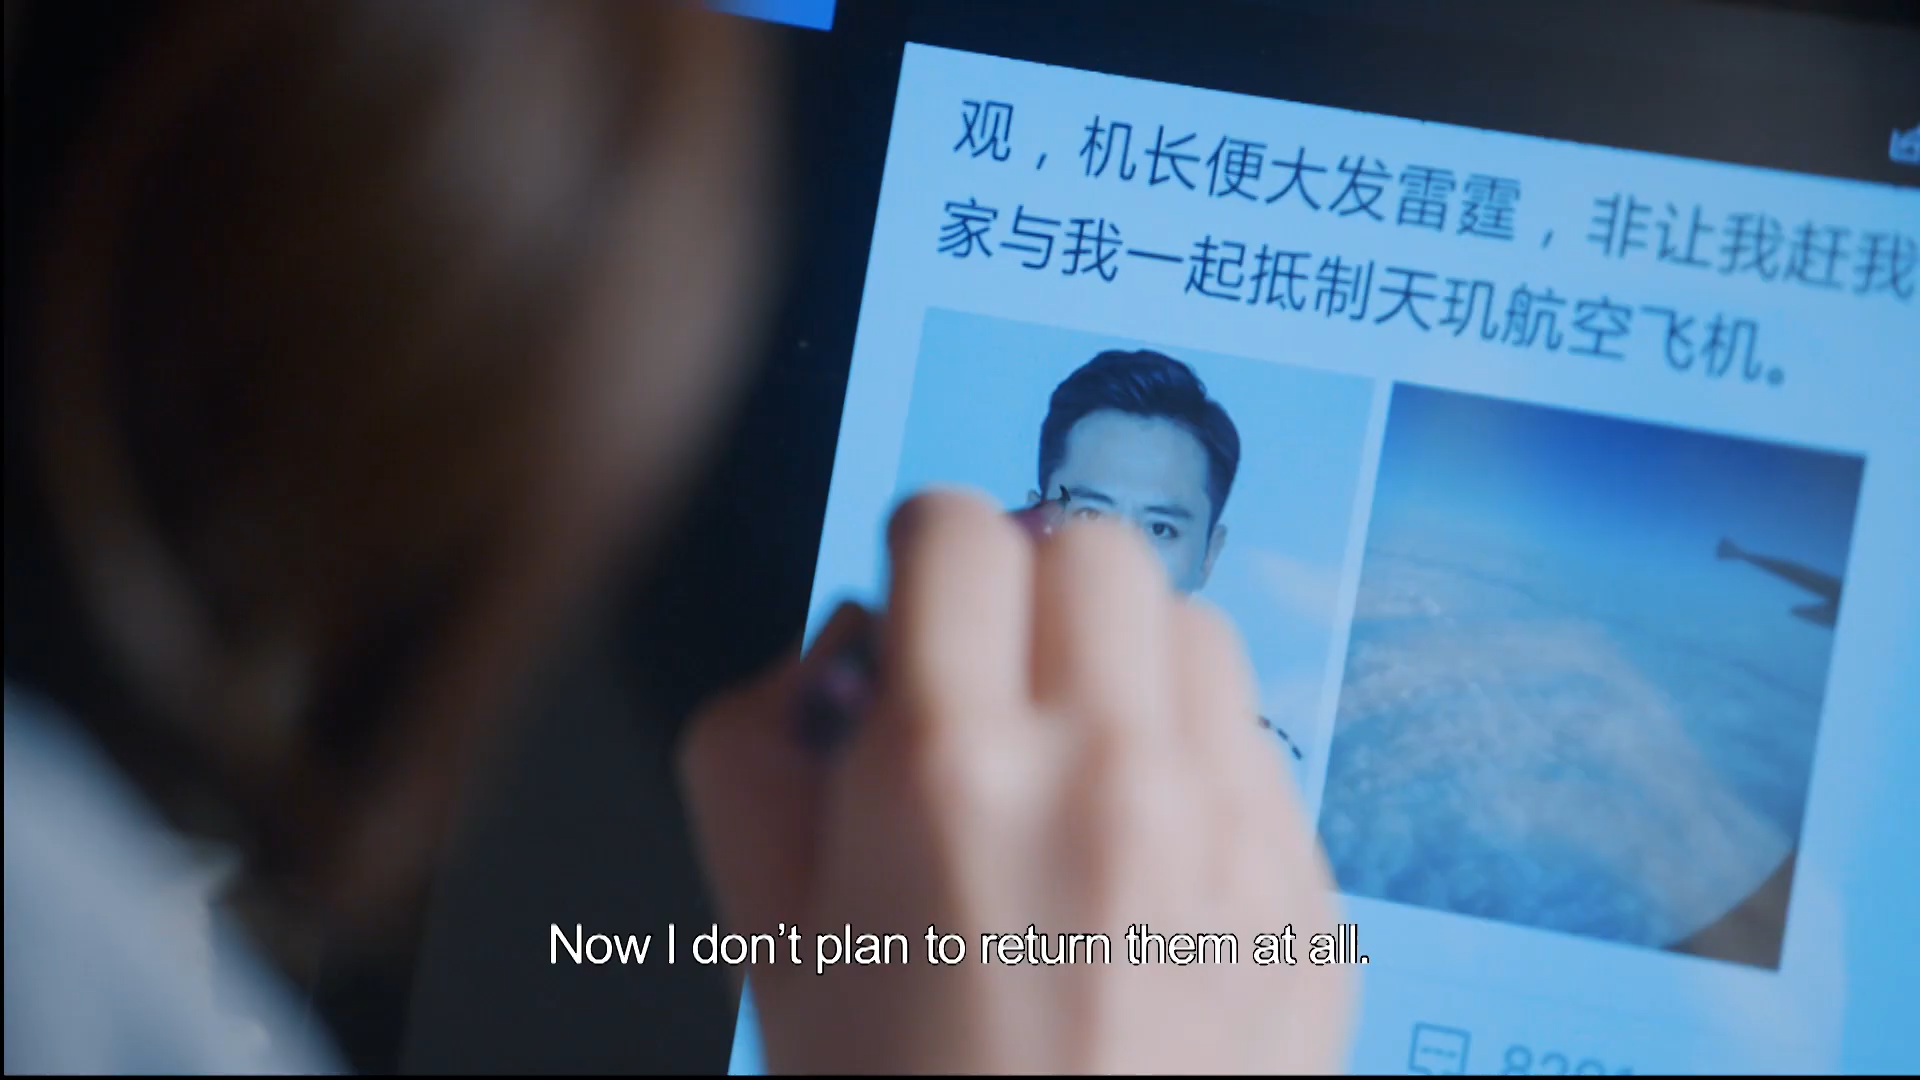 观，机长便大发雷霆，非让我赶我
家与我一起抵制天玑航空飞机。
Now I don't plan to return them at all.